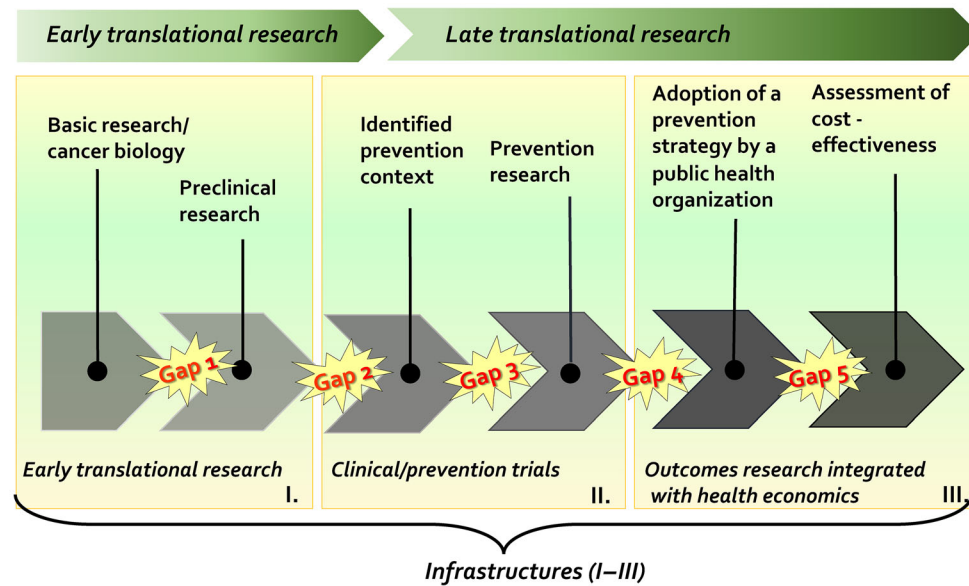 Early translational research
Late translational research
Basic research/
cancer biology
Preclinical
research
Identified
prevention
context
Prevention
research
Adoption of a
prevention
strategy by a
public health
organization
Assessment of
cost -
effectiveness
Gap 1
Gap 2
Gap 3
Gap 4
Gap 5
Early translational research
I.
Clinical/prevention trials
II.
Outcomes research integrated
with health economics
III.
Infrastructures (I–III)